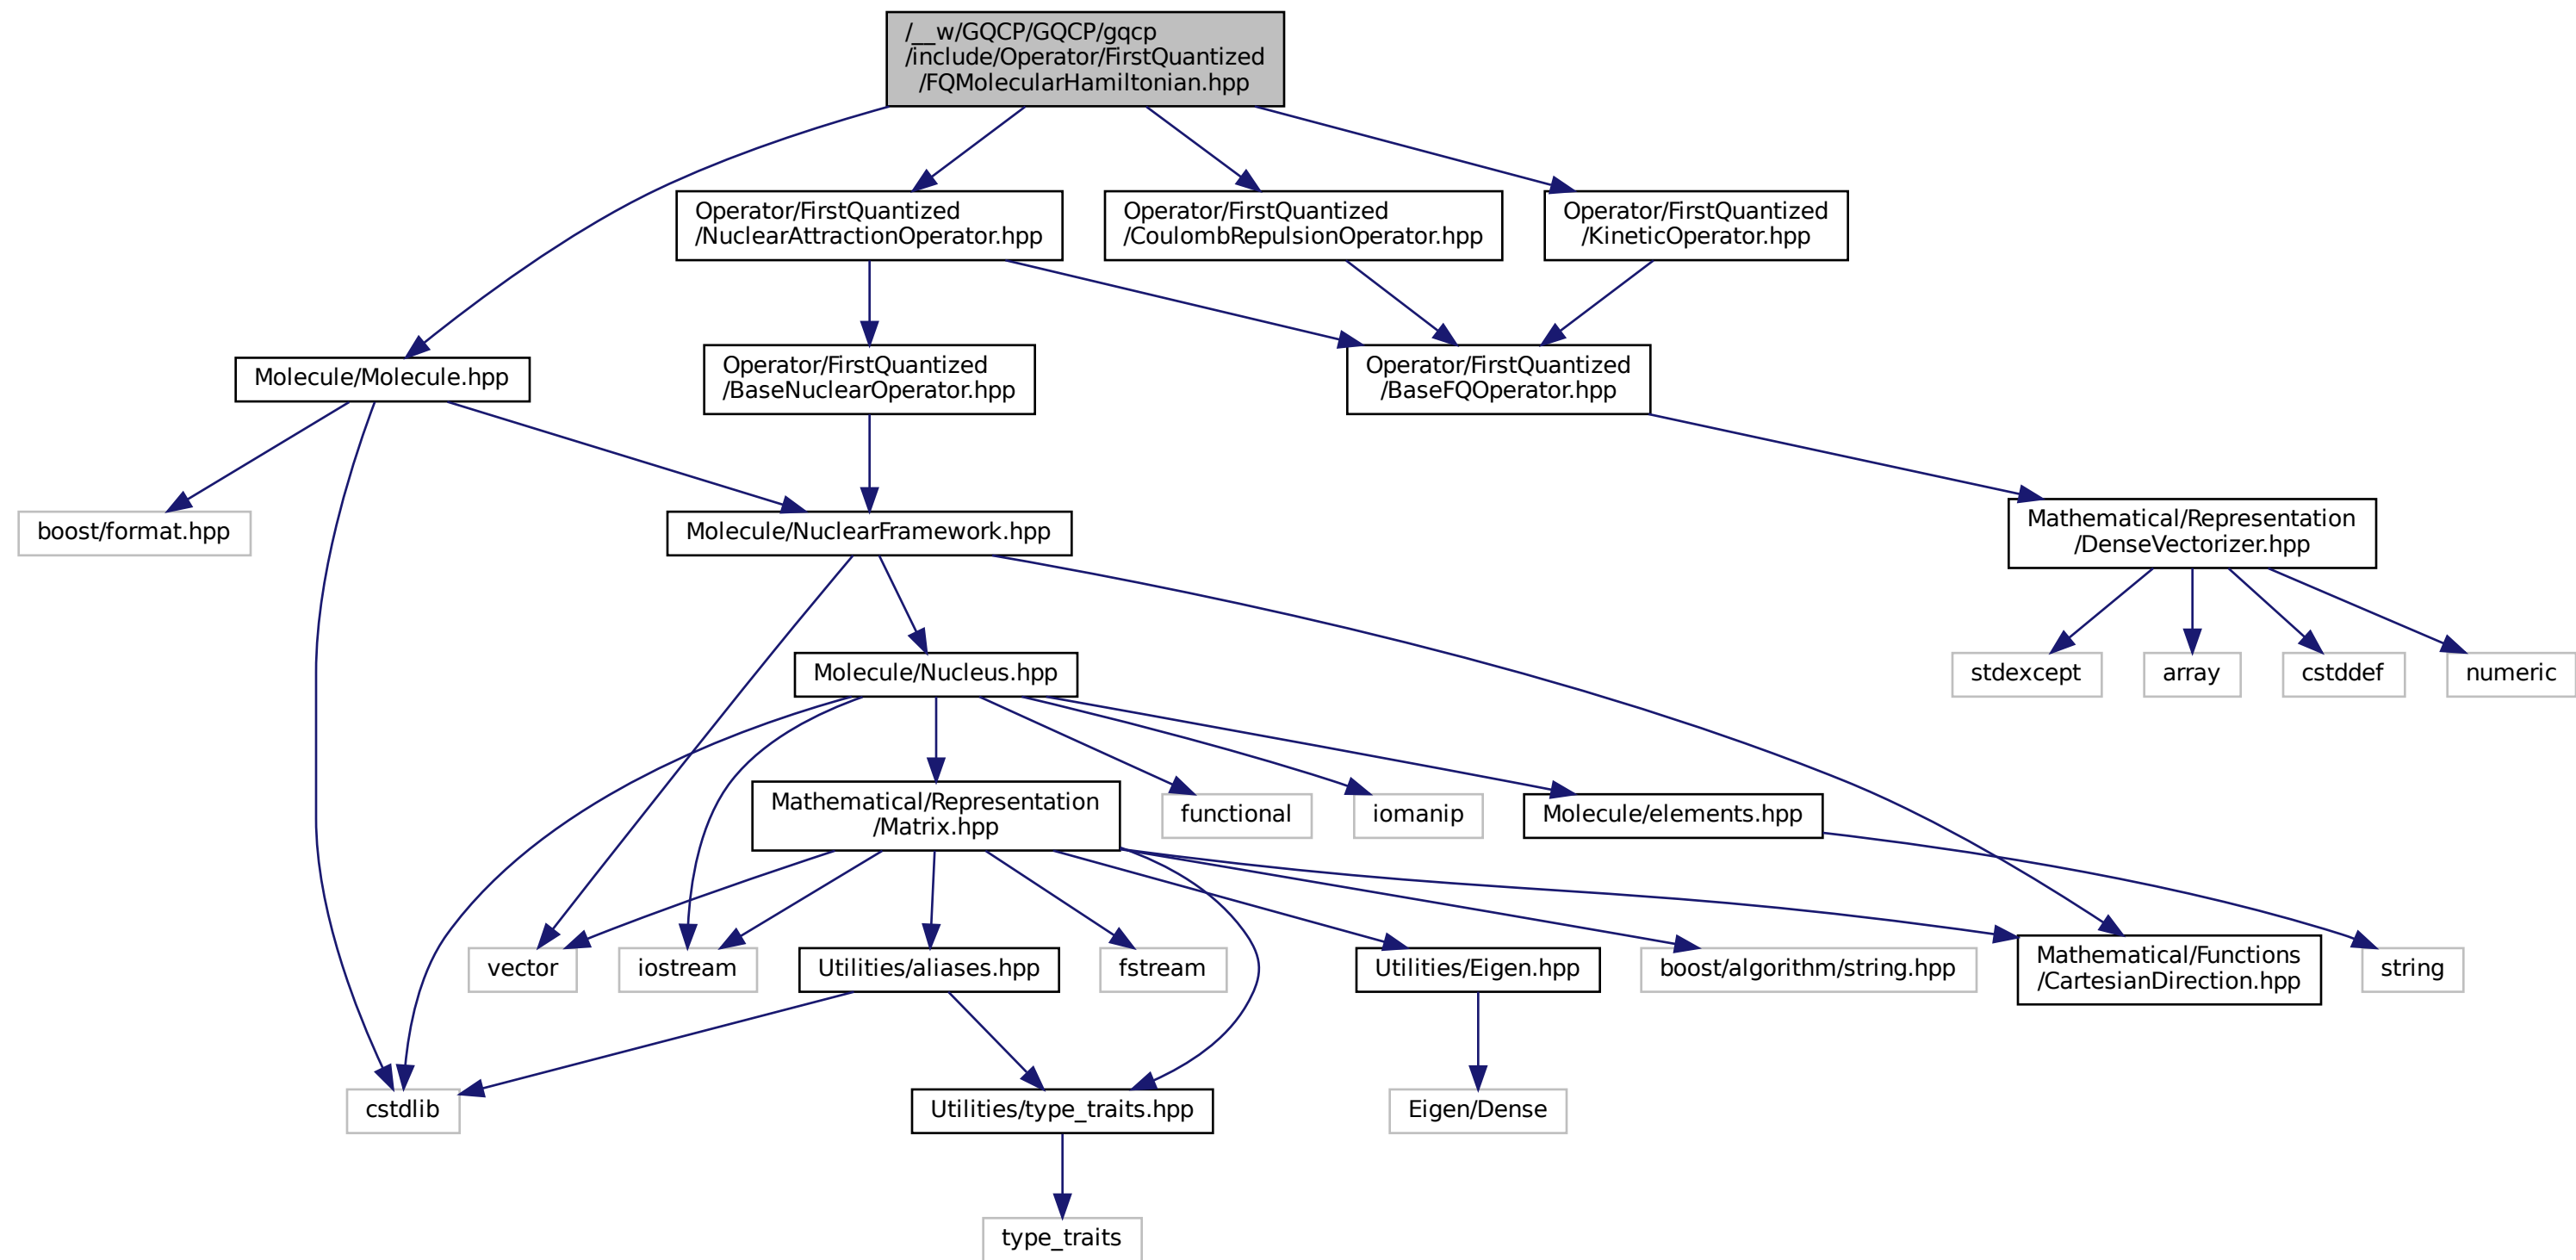 /__w/GQCP/GQCP/gqcp
/include/Operator/FirstQuantized
/FQMolecularHamiltonian.hpp
Operator/FirstQuantized
/NuclearAttractionOperator.hpp
Operator/FirstQuantized
/CoulombRepulsionOperator.hpp
Operator/FirstQuantized
/KineticOperator.hpp
Molecule/Molecule.hpp
Operator/FirstQuantized
/BaseNuclearOperator.hpp
Operator/FirstQuantized
/BaseFQOperator.hpp
boost/format.hpp
Molecule/NuclearFramework.hpp
Mathematical/Representation
/DenseVectorizer.hpp
Molecule/Nucleus.hpp
stdexcept
array
cstddef
numeric
Mathematical/Representation
/Matrix.hpp
functional
iomanip
Molecule/elements.hpp
vector
iostream
Utilities/aliases.hpp
fstream
Utilities/Eigen.hpp
boost/algorithm/string.hpp
Mathematical/Functions
/CartesianDirection.hpp
string
cstdlib
Utilities/type_traits.hpp
Eigen/Dense
type_traits